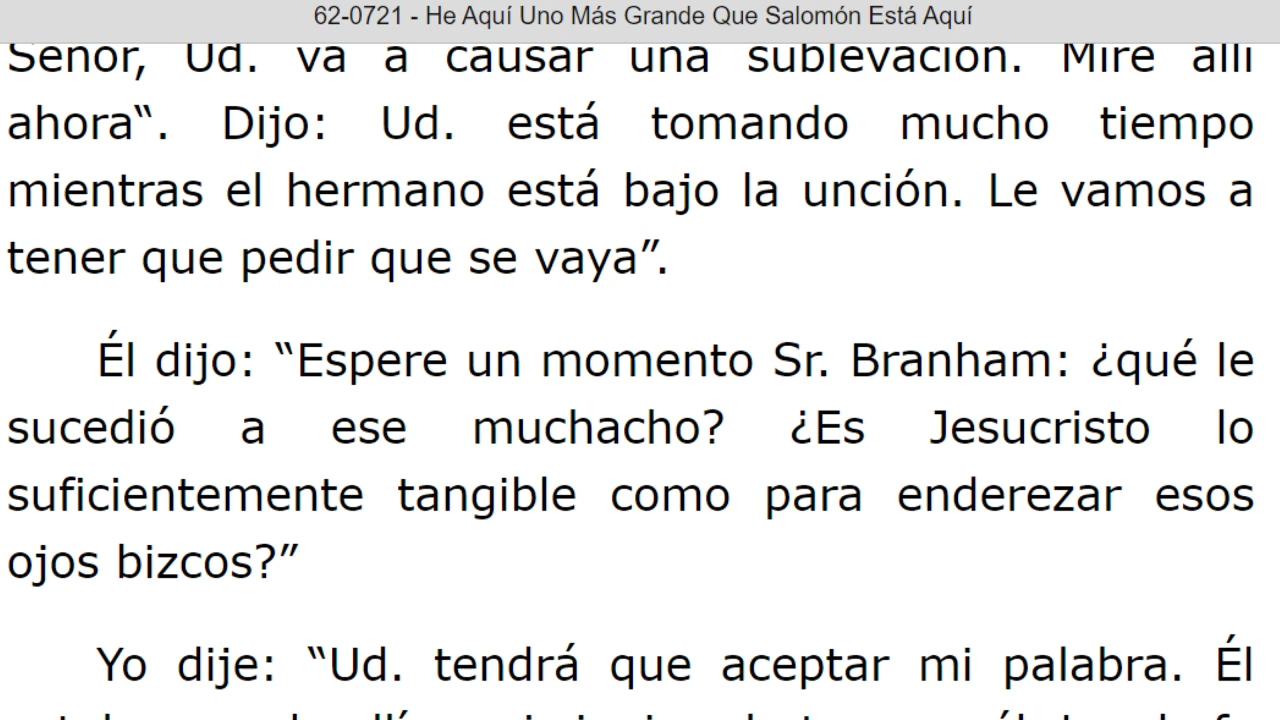 62-0721 - He Aquí Uno Más Grande Que Salomón Está Aquí
Señor, Ud. va a causar una sublevación. Mire allí
ahora“. Dijo: Ud. está tomando mucho tiempo
mientras el hermano está bajo la unción. Le vamos a
tener que pedir que se vaya”.
Él dijo: “Espere un momento Sr. Branham: ¿qué le
sucedió a ese muchacho? ¿Es Jesucristo lo
suficientemente tangible como para enderezar esos
ojos bizcos?”
Yo dije: “Ud. tendrá que aceptar mi palabra. Él